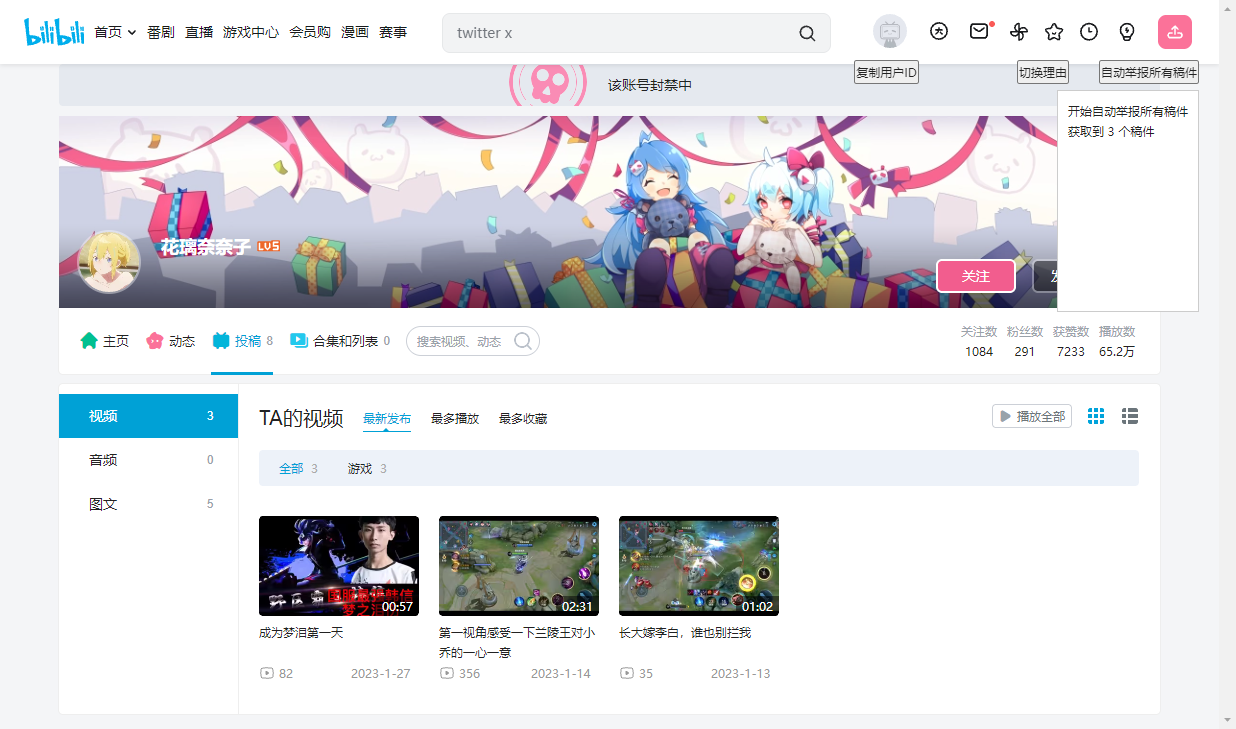 bilibili 首页 番剧 直播 游戏中心 会员购 漫画 赛事
twitter x
复制用户ID 切换理由 自动举报所有稿件
该账号封禁中
开始自动举报所有稿件
获取到 3 个稿件
花璃奈奈子 LV5
关注
主页 动态 投稿 8 合集和列表 0 搜索视频、动态
关注数 粉丝数 获赞数 播放数
1084 291 7233 65.2万
视频 3
音频 0
图文 5
TA的视频 最新发布 最多播放 最多收藏 播放全部
全部 3 游戏 3
00:57
02:31
01:02
成为梦泪第一天
第一视角感受一下兰陵王对小
乔的一心一意
长大嫁李白，谁也别拦我
82 2023-1-27
356 2023-1-14
35 2023-1-13